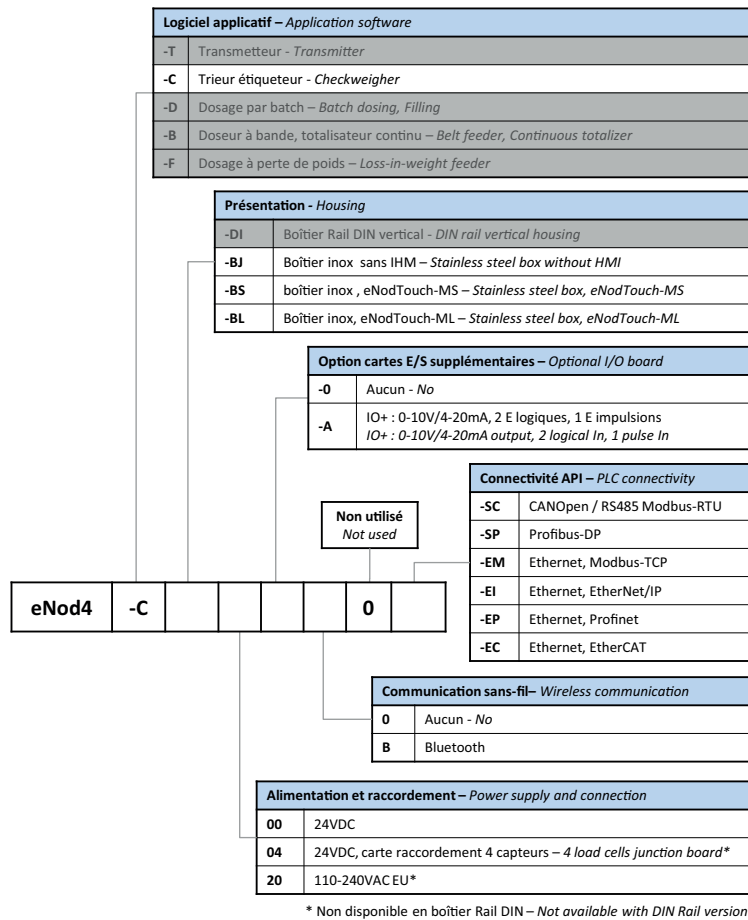 Logiciel applicatif – Application software
-T Transmetteur - Transmitter
-C Trieur étiqueteur - Checkweigher
-D Dosage par batch – Batch dosing, Filling
-B Doseur à bande, totalisateur continu – Belt feeder, Continuous totalizer
-F Dosage à perte de poids – Loss-in-weight feeder
Présentation - Housing
-DI Boîtier Rail DIN vertical - DIN rail vertical housing
-BJ Boîtier inox sans IHM – Stainless steel box without HMI
-BS boîtier inox , eNodTouch-MS – Stainless steel box, eNodTouch-MS
-BL Boîtier inox, eNodTouch-ML – Stainless steel box, eNodTouch-ML
Option cartes E/S supplémentaires – Optional I/O board
-0 Aucun - No
-A IO+ : 0-10V/4-20mA, 2 E logiques, 1 E impulsions
IO+ : 0-10V/4-20mA output, 2 logical In, 1 pulse In
Connectivité API - PLC connectivity
-SC CANOpen / RS485 Modbus-RTU
-SP Profibus-DP
-EM Ethernet, Modbus-TCP
-EI Ethernet, EtherNet/IP
-EP Ethernet, Profinet
-EC Ethernet, EtherCAT
Non utilisé
Not used
eNod4 -C 0
Communication sans-fil– Wireless communication
0 Aucun - No
B Bluetooth
Alimentation et raccordement – Power supply and connection
00 24VDC
04 24VDC, carte raccordement 4 capteurs – 4 load cells junction board*
20 110-240VAC EU*
* Non disponible en boîtier Rail DIN – Not available with DIN Rail version